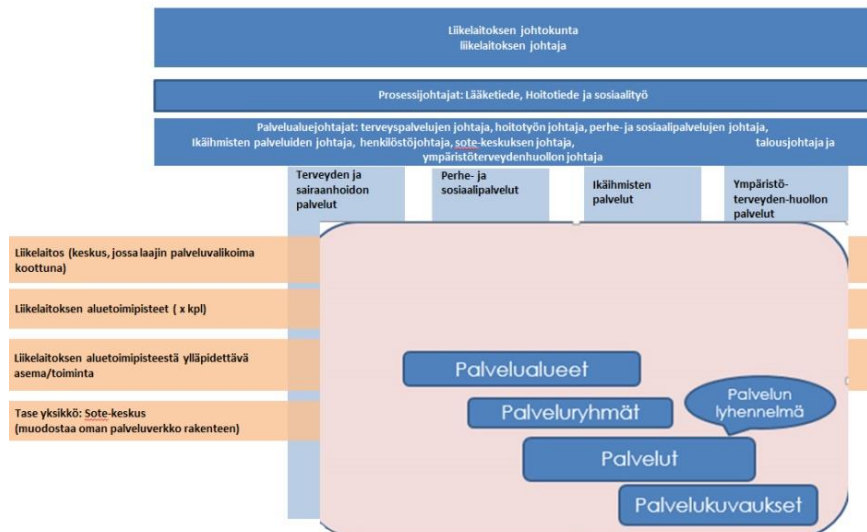 Liikelaitoksen johtokunta
liikelaitoksen johtaja
Prosessijohtajat: Lääketiede, Hoitotiede ja sosiaalityö
Palvelualuejohtajat: terveyspalvelujen johtaja, hoitotyön johtaja, perhe- ja sosiaalipalvelujen johtaja,
Ikäihmisten palveluiden johtaja, henkilöstöjohtaja, sote-keskuksen johtaja, talousjohtaja ja
ympäristöterveydenhuollon johtaja
Terveyden ja
sairaanhoidon
palvelut
Perhe- ja
sosiaalipalvelut
Ikäihmisten
palvelut
Ympäristö-
terveyden-huollon
palvelut
Liikelaitos (keskus, jossa laajin palveluvalikoima
koottuna)
Liikelaitoksen aluetoimipisteet ( x kpl)
Liikelaitoksen aluetoimipisteestä ylläpidettävä
asema/toiminta
Tase yksikkö: Sote-keskus
(muodostaa oman palveluverkko rakenteen)
Palvelualueet
Palveluryhmät
Palvelun
lyhennelmä
Palvelut
Palvelukuvaukset